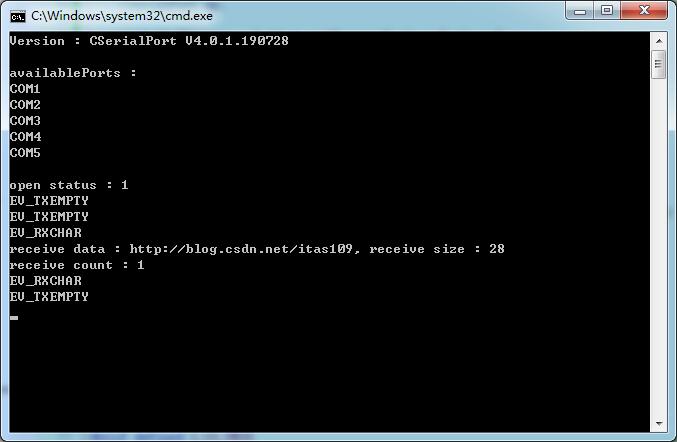 C:\Windows\system32\cmd.exe
Version : CSerialPort V4.0.1.190728
availablePorts :
COM1
COM2
COM3
COM4
COM5
open status : 1
EV_TXEMPTY
EV_TXEMPTY
EV_RXCHAR
receive data : http://blog.csdn.net/itas109, receive size : 28
receive count : 1
EV_RXCHAR
EV_TXEMPTY